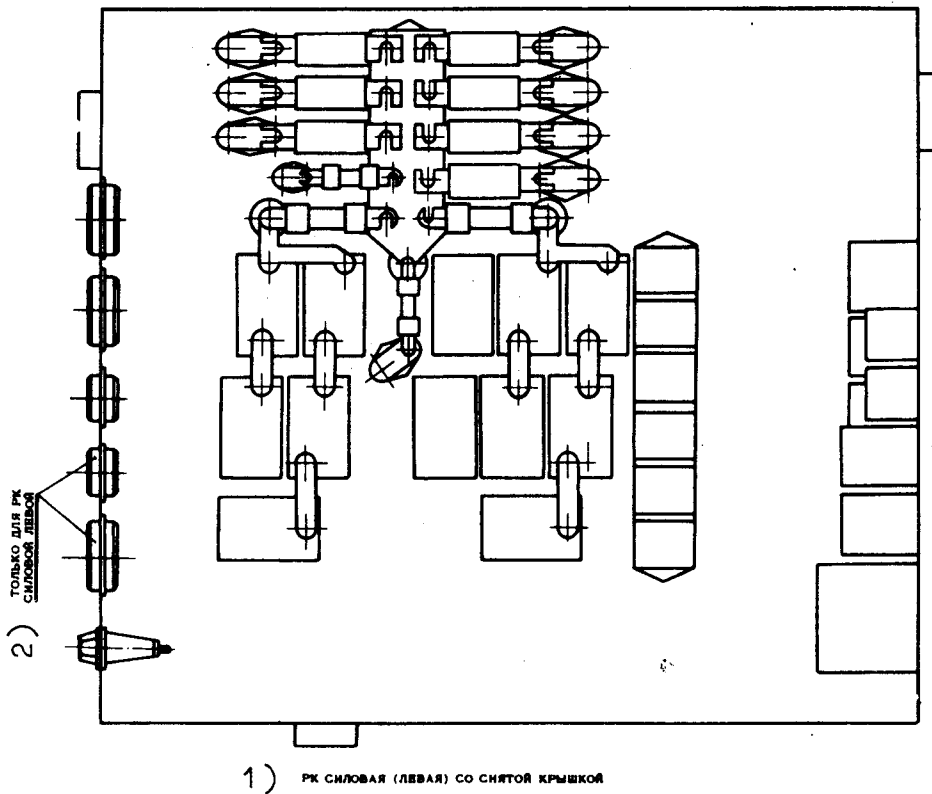 2) ТОЛЬКО ДЛЯ РК
СИЛОВОЙ ЛЕВОЙ
1) РК СИЛОВАЯ (ЛЕВАЯ) СО СНЯТОЙ КРЫШКОЙ